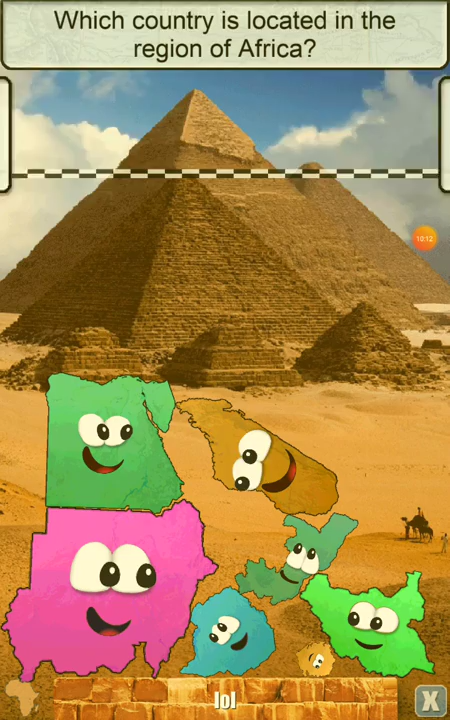 Which country is located in the
region of Africa?
10:12
lol
X